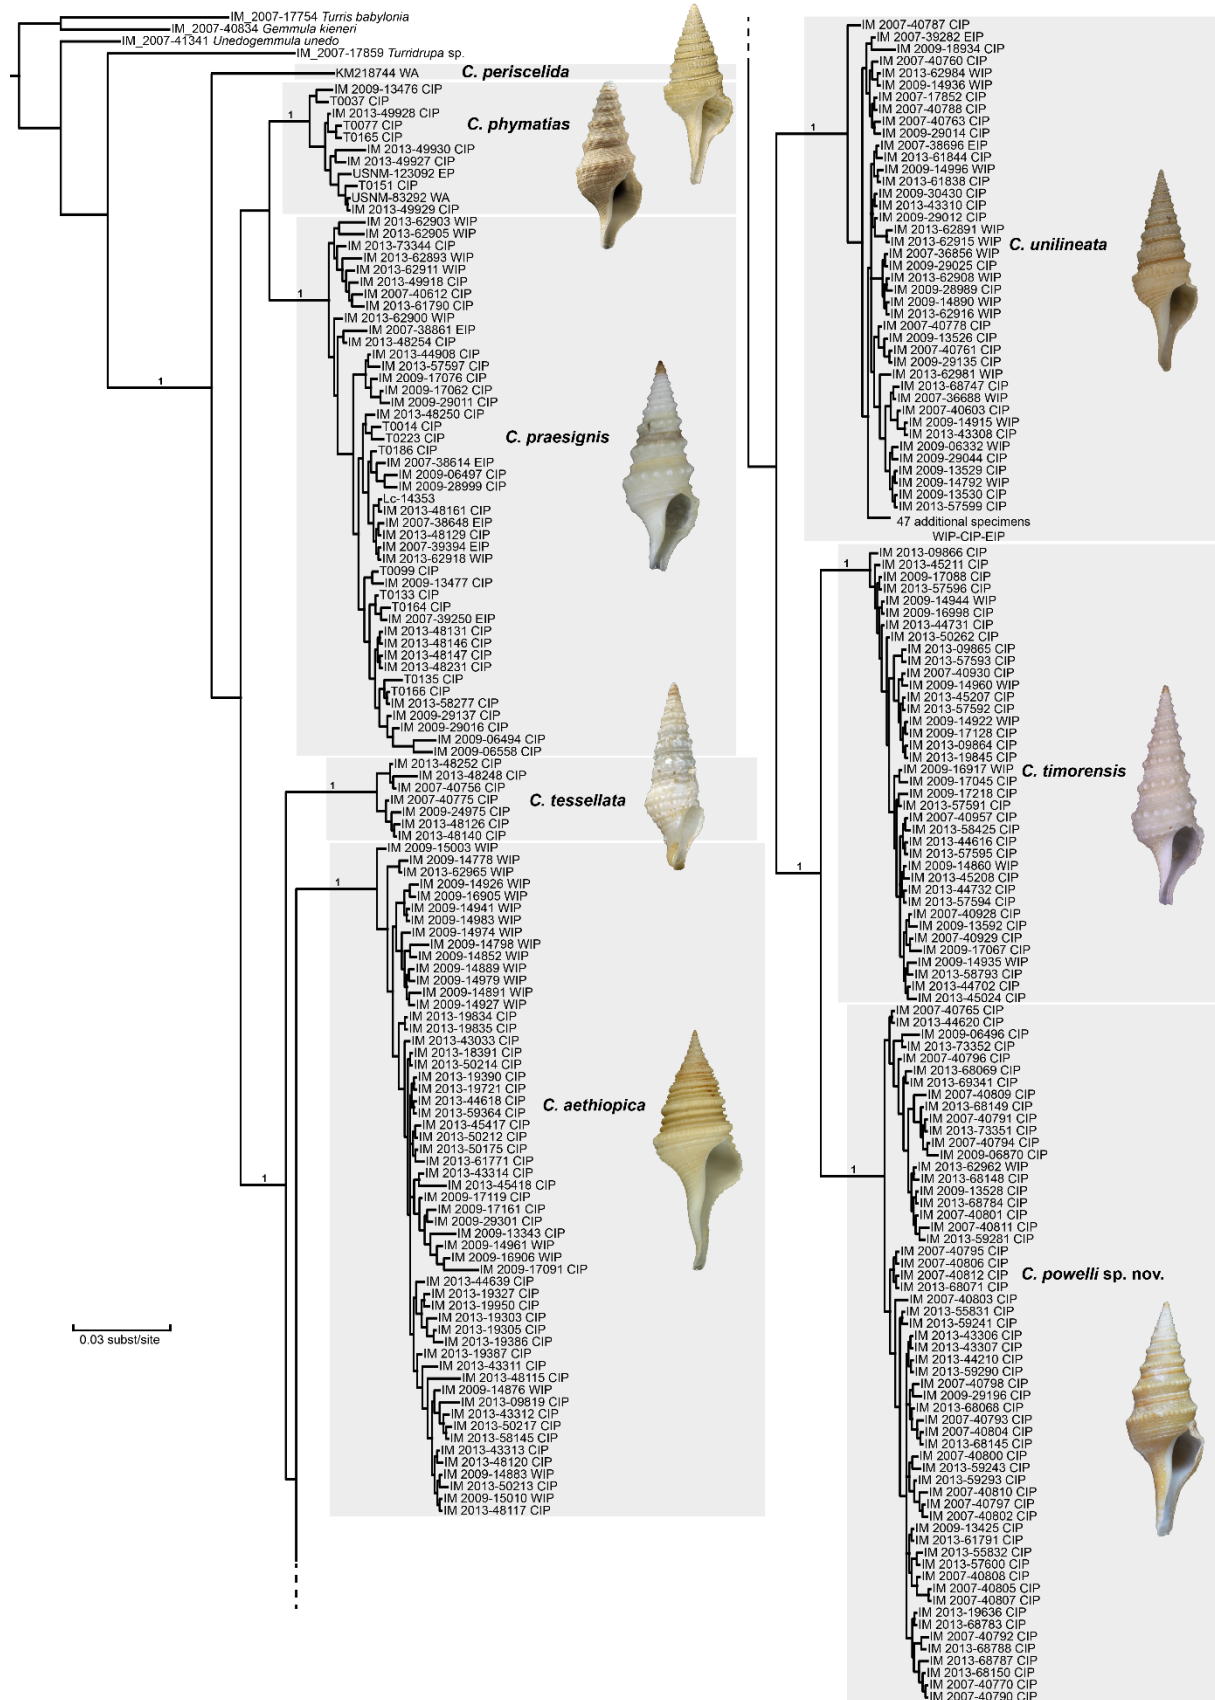 IM_2007-17754 Turris babylonia
IM_2007-40834 Gemmula kieneri
IM_2007-41341 Unedogemmula unedo
IM_2007-17859 Turridrupa sp.
KM218744 WA
C. periscelida
IM 2009-13476 CIP
T0037 CIP
IM 2013-49928 CIP
T0077 CIP
T0165 CIP
IM 2013-49930 CIP
IM 2013-49927 CIP
USNM-123092 EP
T0151 CIP
USNM-83292 WA
IM 2013-49929 CIP
1
C. phymatias
IM 2013-62903 WIP
IM 2013-62905 WIP
IM 2013-73344 CIP
IM 2013-62893 WIP
IM 2013-62911 WIP
IM 2013-49918 CIP
IM 2007-40612 CIP
IM 2013-61790 CIP
IM 2013-62900 WIP
IM 2007-38861 EIP
IM 2013-48254 CIP
IM 2013-44908 CIP
IM 2013-57597 CIP
IM 2009-17076 CIP
IM 2009-17062 CIP
IM 2009-29011 CIP
IM 2013-48250 CIP
T0014 CIP
T0223 CIP
T0186 CIP
IM 2007-38614 EIP
IM 2009-06497 CIP
IM 2009-28999 CIP
Lc-14353
IM 2013-48161 CIP
IM 2007-38648 EIP
IM 2013-48129 CIP
IM 2007-39394 EIP
IM 2013-62918 WIP
T0099 CIP
IM 2009-13477 CIP
T0133 CIP
T0164 CIP
IM 2007-39250 EIP
IM 2013-48131 CIP
IM 2013-48146 CIP
IM 2013-48147 CIP
IM 2013-48231 CIP
T0135 CIP
T0166 CIP
IM 2013-58277 CIP
IM 2009-29137 CIP
IM 2009-29016 CIP
IM 2009-06494 CIP
IM 2009-06558 CIP
1
C. praesignis
1
IM 2013-48252 CIP
IM 2013-48248 CIP
IM 2007-40756 CIP
IM 2007-40775 CIP
IM 2009-24975 CIP
IM 2013-48126 CIP
IM 2013-48140 CIP
1
C. tessellata
IM 2009-15003 WIP
IM 2009-14778 WIP
IM 2013-62965 WIP
IM 2009-14926 WIP
IM 2009-16905 WIP
IM 2009-14941 WIP
IM 2009-14983 WIP
IM 2009-14974 WIP
IM 2009-14798 WIP
IM 2009-14852 WIP
IM 2009-14889 WIP
IM 2009-14979 WIP
IM 2009-14891 WIP
IM 2009-14927 WIP
IM 2013-19834 CIP
IM 2013-19835 CIP
IM 2013-43033 CIP
IM 2013-18391 CIP
IM 2013-50214 CIP
IM 2013-19390 CIP
IM 2013-19721 CIP
IM 2013-44618 CIP
IM 2013-59364 CIP
IM 2013-45417 CIP
IM 2013-50212 CIP
IM 2013-50175 CIP
IM 2013-61771 CIP
IM 2013-43314 CIP
IM 2013-45418 CIP
IM 2009-17119 CIP
IM 2009-17161 CIP
IM 2009-29301 CIP
IM 2009-13343 CIP
IM 2009-14961 WIP
IM 2009-16906 WIP
IM 2009-17091 CIP
IM 2013-44639 CIP
IM 2013-19327 CIP
IM 2013-19950 CIP
IM 2013-19303 CIP
IM 2013-19305 CIP
IM 2013-19386 CIP
IM 2013-19387 CIP
IM 2013-43311 CIP
IM 2013-48115 CIP
IM 2009-14876 WIP
IM 2013-09819 CIP
IM 2013-43312 CIP
IM 2013-50217 CIP
IM 2013-58145 CIP
IM 2013-43313 CIP
IM 2013-48120 CIP
IM 2009-14883 WIP
IM 2013-50213 CIP
IM 2009-15010 WIP
IM 2013-48117 CIP
1
C. aethiopica
1
0.03 subst/site
IM 2007-40787 CIP
IM 2007-39282 EIP
IM 2009-18934 CIP
IM 2007-40760 CIP
IM 2013-62984 WIP
IM 2009-14936 WIP
IM 2007-17852 CIP
IM 2007-40788 CIP
IM 2007-40763 CIP
IM 2009-29014 CIP
IM 2007-38696 EIP
IM 2013-61844 CIP
IM 2009-14996 WIP
IM 2013-61838 CIP
IM 2009-30430 CIP
IM 2013-43310 CIP
IM 2009-29012 CIP
IM 2013-62891 WIP
IM 2013-62915 WIP
IM 2007-36856 WIP
IM 2009-29025 CIP
IM 2013-62908 WIP
IM 2009-28989 CIP
IM 2009-14890 WIP
IM 2013-62916 WIP
IM 2007-40778 CIP
IM 2009-13526 CIP
IM 2007-40761 CIP
IM 2009-29135 CIP
IM 2013-62981 WIP
IM 2013-68747 CIP
IM 2007-36688 WIP
IM 2007-40603 CIP
IM 2009-14915 WIP
IM 2013-43308 CIP
IM 2009-06332 WIP
IM 2009-29044 CIP
IM 2009-13529 CIP
IM 2009-14792 WIP
IM 2009-13530 CIP
IM 2013-57599 CIP
47 additional specimens
WIP-CIP-EIP
1
C. unilineata
IM 2013-09866 CIP
IM 2013-45211 CIP
IM 2009-17088 CIP
IM 2013-57596 CIP
IM 2009-14944 WIP
IM 2009-16998 CIP
IM 2013-44731 CIP
IM 2013-50262 CIP
IM 2013-09865 CIP
IM 2013-57593 CIP
IM 2007-40930 CIP
IM 2009-14960 WIP
IM 2013-45207 CIP
IM 2013-57592 CIP
IM 2009-14922 WIP
IM 2009-17128 CIP
IM 2013-09864 CIP
IM 2013-19845 CIP
IM 2009-16917 WIP
IM 2009-17045 CIP
IM 2009-17218 CIP
IM 2013-57591 CIP
IM 2007-40957 CIP
IM 2013-58425 CIP
IM 2013-44616 CIP
IM 2013-57595 CIP
IM 2009-14860 WIP
IM 2013-45208 CIP
IM 2013-44732 CIP
IM 2013-57594 CIP
IM 2007-40928 CIP
IM 2009-13592 CIP
IM 2007-40929 CIP
IM 2009-17067 CIP
IM 2009-14935 WIP
IM 2013-58793 CIP
IM 2013-44702 CIP
IM 2013-45024 CIP
1
C. timorensis
1
IM 2007-40765 CIP
IM 2013-44620 CIP
IM 2009-06496 CIP
IM 2013-73352 CIP
IM 2007-40796 CIP
IM 2013-68069 CIP
IM 2013-69341 CIP
IM 2007-40809 CIP
IM 2013-68149 CIP
IM 2007-40791 CIP
IM 2013-73351 CIP
IM 2007-40794 CIP
IM 2009-06870 CIP
IM 2013-62962 WIP
IM 2013-68148 CIP
IM 2009-13528 CIP
IM 2013-68784 CIP
IM 2007-40801 CIP
IM 2007-40811 CIP
IM 2013-59281 CIP
IM 2007-40795 CIP
IM 2007-40806 CIP
IM 2007-40812 CIP
IM 2013-68071 CIP
IM 2007-40803 CIP
IM 2013-55831 CIP
IM 2013-59241 CIP
IM 2013-43306 CIP
IM 2013-43307 CIP
IM 2013-44210 CIP
IM 2013-59290 CIP
IM 2007-40798 CIP
IM 2009-29196 CIP
IM 2013-68068 CIP
IM 2007-40793 CIP
IM 2007-40804 CIP
IM 2013-68145 CIP
IM 2007-40800 CIP
IM 2013-59243 CIP
IM 2013-59293 CIP
IM 2007-40810 CIP
IM 2007-40797 CIP
IM 2007-40802 CIP
IM 2009-13425 CIP
IM 2013-61791 CIP
IM 2013-55832 CIP
IM 2013-57600 CIP
IM 2007-40808 CIP
IM 2007-40805 CIP
IM 2007-40807 CIP
IM 2013-19636 CIP
IM 2013-68783 CIP
IM 2007-40792 CIP
IM 2013-68788 CIP
IM 2013-68787 CIP
IM 2013-68150 CIP
IM 2007-40770 CIP
IM 2007-40790 CIP
1
C. powelli sp. nov.